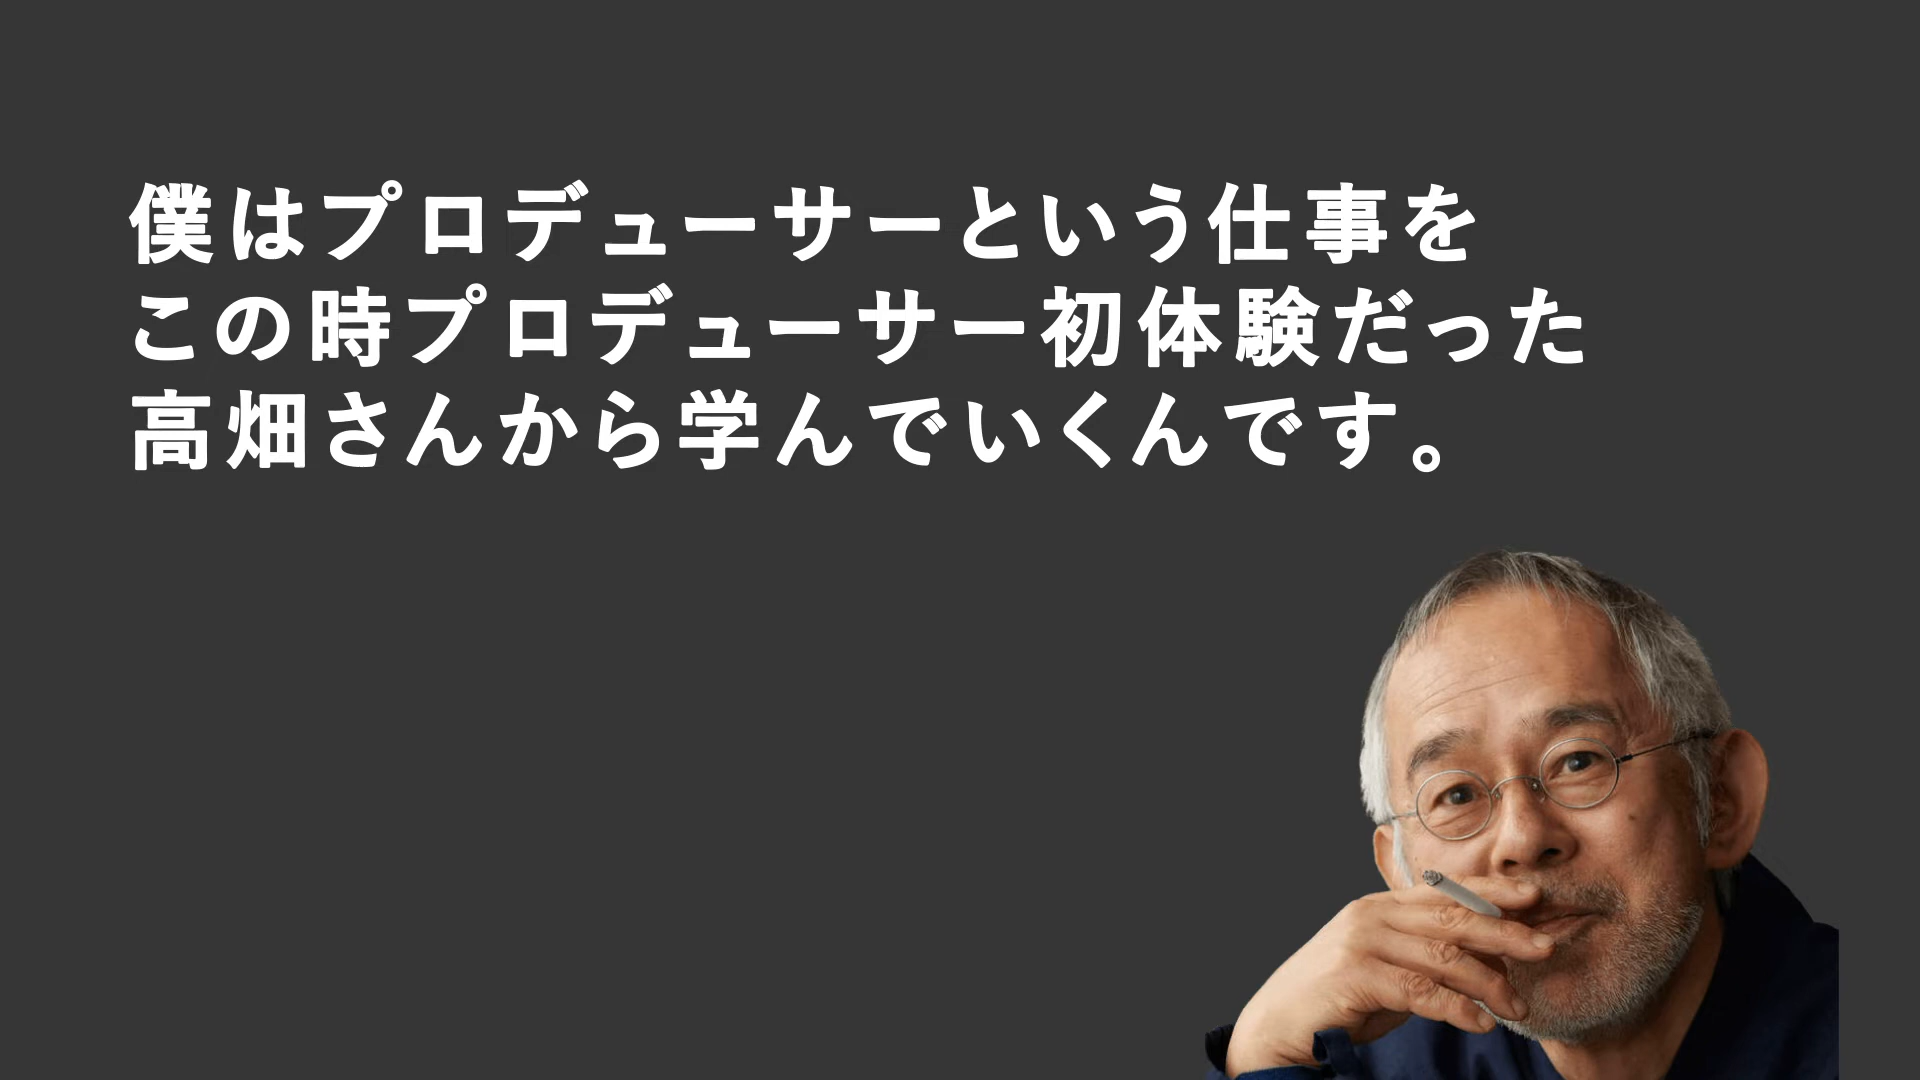 僕はプロデューサーという仕事を
この時プロデューサー初体験だった
高畑さんから学んでいくんです。